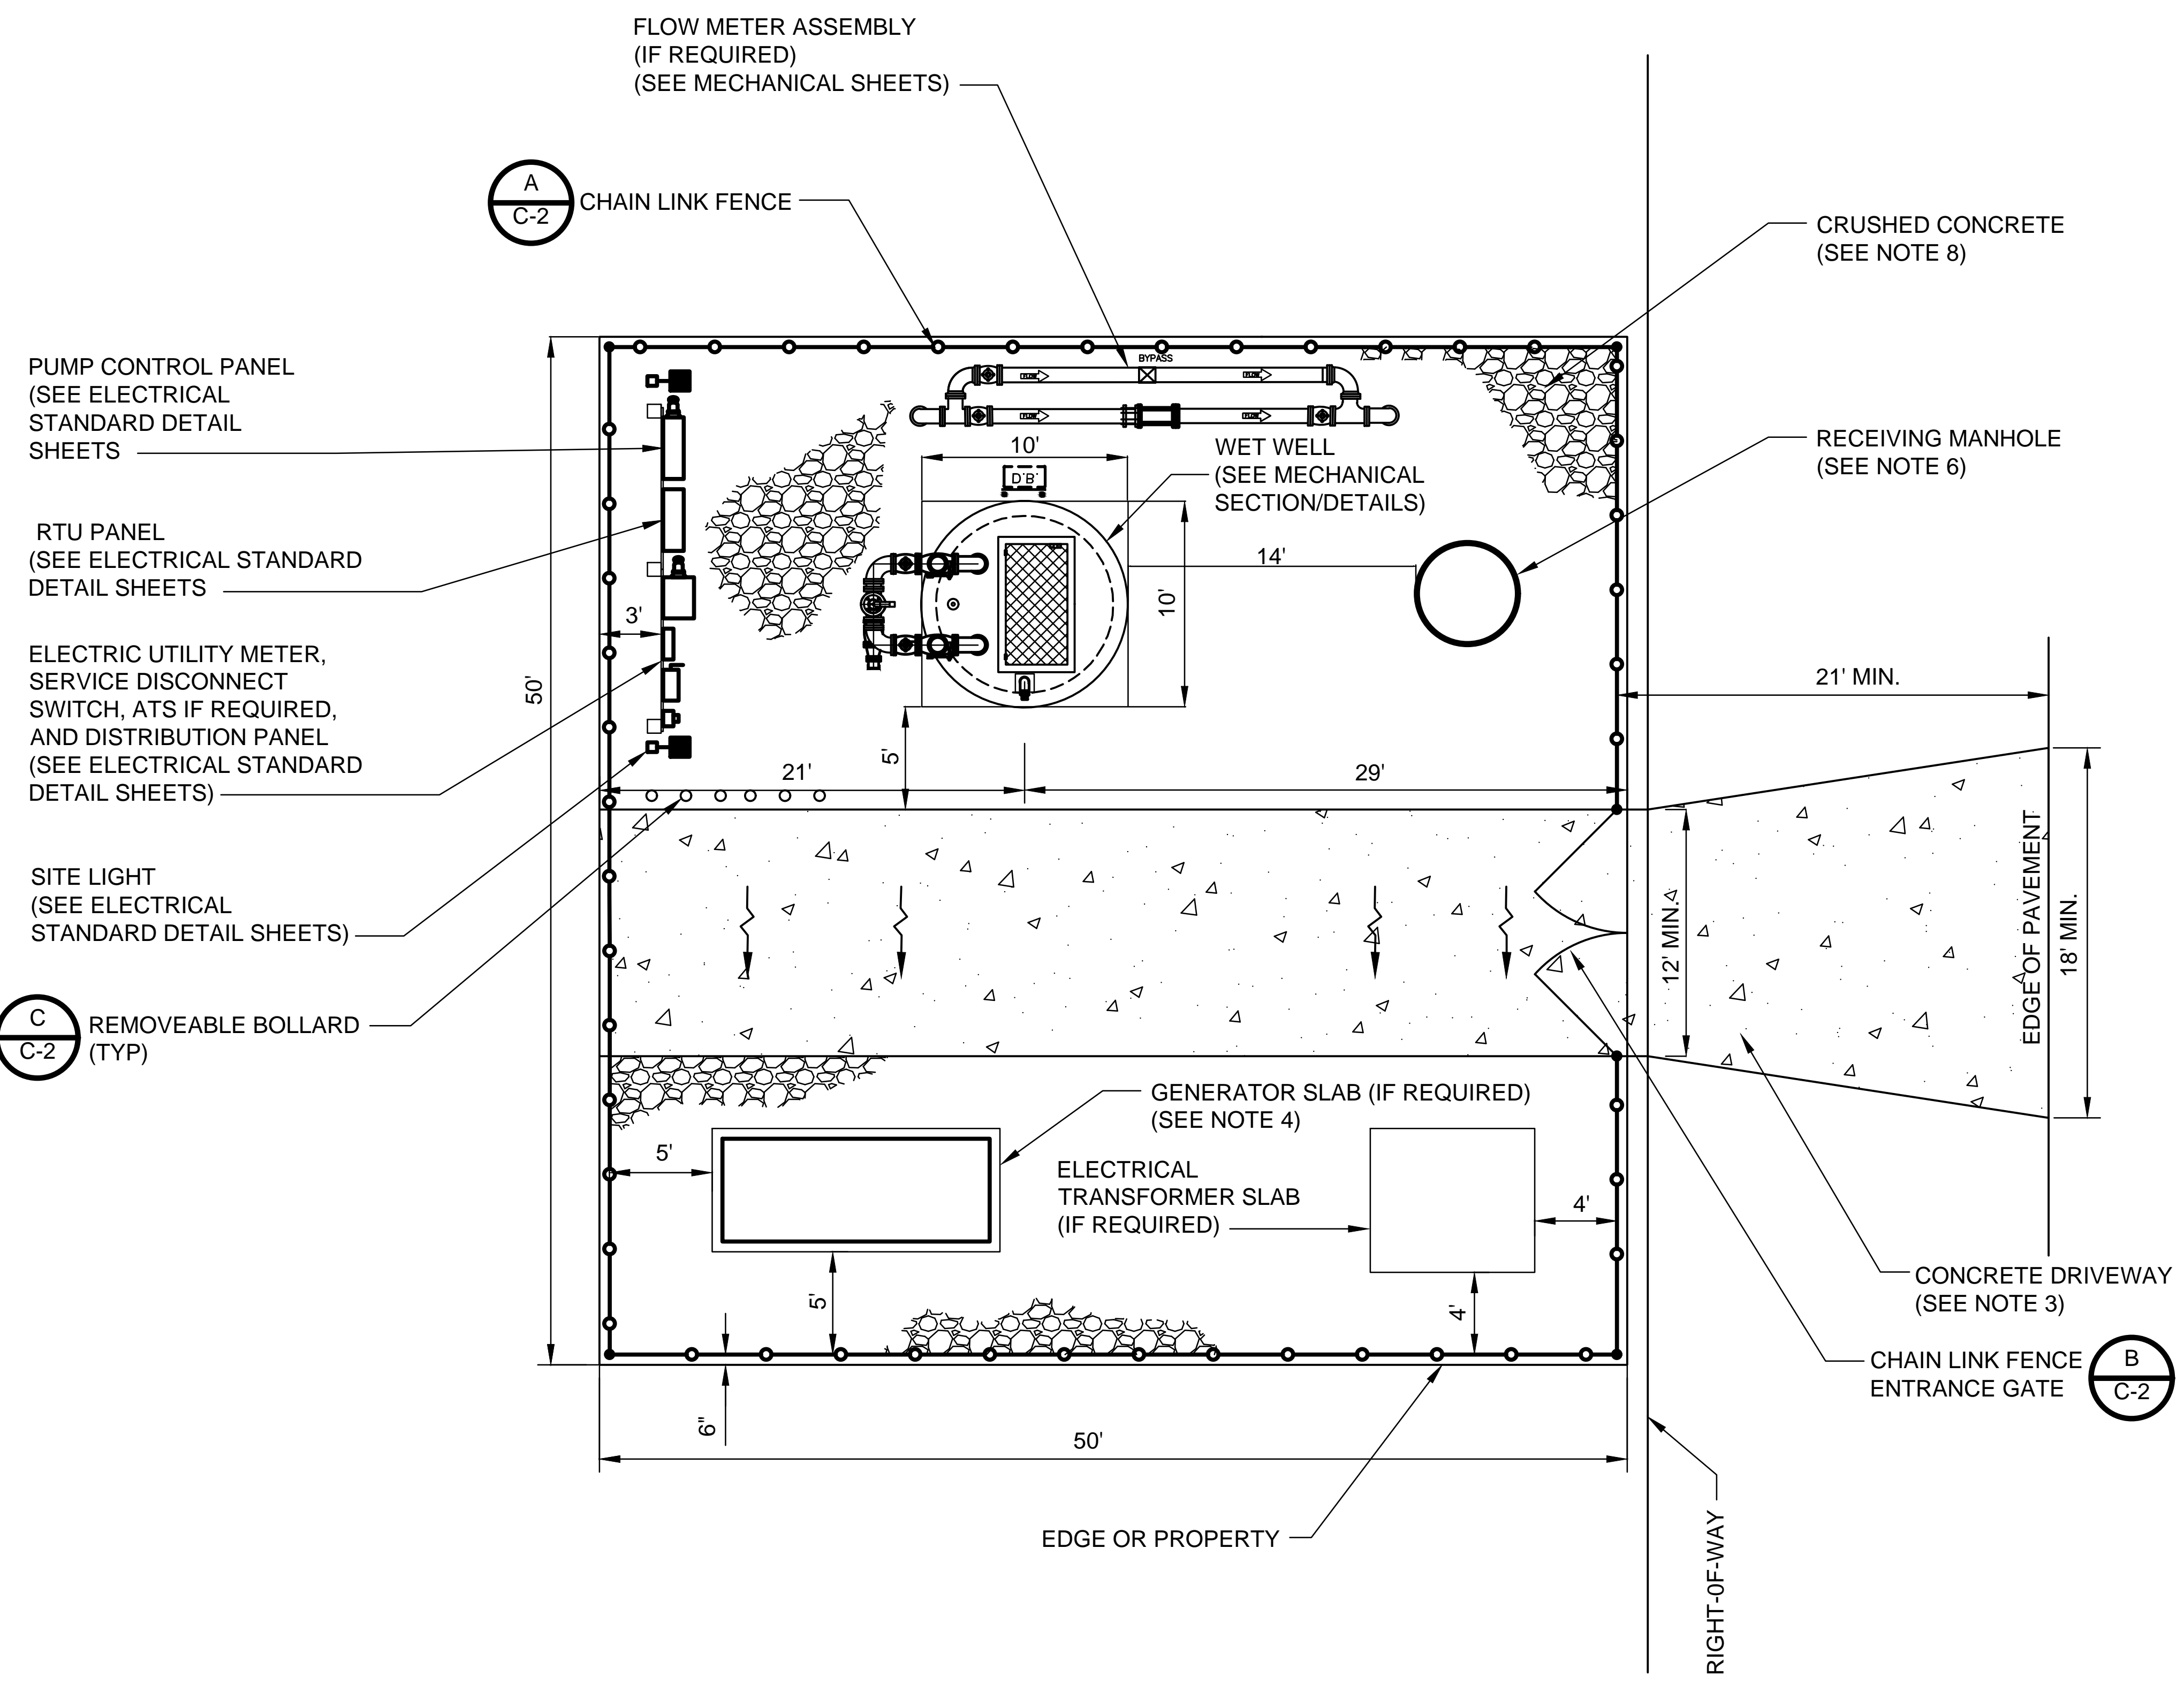 FLOW METER ASSEMBLY
(IF REQUIRED)
(SEE MECHANICAL SHEETS)
A
C-2
CHAIN LINK FENCE
CRUSHED CONCRETE
(SEE NOTE 8)
PUMP CONTROL PANEL
(SEE ELECTRICAL
STANDARD DETAIL
SHEETS
BYPASS
FLOW
FLOW
FLOW
FLOW
RECEIVING MANHOLE
(SEE NOTE 6)
WET WELL
(SEE MECHANICAL
SECTION/DETAILS)
10'
D.B.
RTU PANEL
(SEE ELECTRICAL STANDARD
DETAIL SHEETS
14'
10'
3'
ELECTRIC UTILITY METER,
SERVICE DISCONNECT
SWITCH, ATS IF REQUIRED,
AND DISTRIBUTION PANEL
(SEE ELECTRICAL STANDARD
DETAIL SHEETS)
50'
21' MIN.
5'
21'
29'
SITE LIGHT
(SEE ELECTRICAL
STANDARD DETAIL SHEETS)
12' MIN.
EDGE OF PAVEMENT
18' MIN.
C
C-2
REMOVEABLE BOLLARD
(TYP)
GENERATOR SLAB (IF REQUIRED)
(SEE NOTE 4)
5'
ELECTRICAL
TRANSFORMER SLAB
(IF REQUIRED)
4'
5'
4'
CONCRETE DRIVEWAY
(SEE NOTE 3)
CHAIN LINK FENCE
ENTRANCE GATE
B
C-2
6"
50'
EDGE OR PROPERTY
RIGHT-0F-WAY